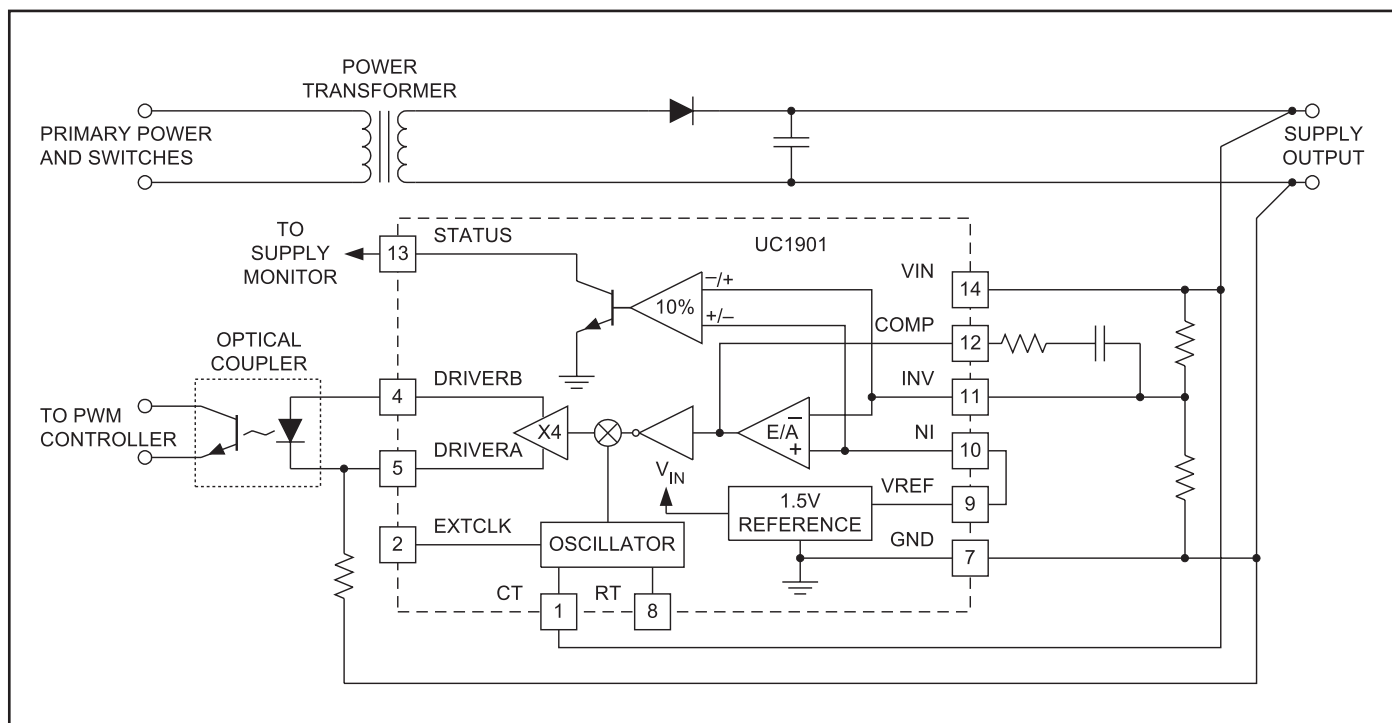 POWER
TRANSFORMER
PRIMARY POWER
AND SWITCHES
SUPPLY
OUTPUT
TO
SUPPLY
MONITOR
13
STATUS
UC1901
VIN
14
–/+
10%
+/–
COMP
12
OPTICAL
COUPLER
DRIVERB
4
INV
11
TO PWM
CONTROLLER
X4
E/A
–
+
NI
10
DRIVERA
5
VIN
1.5V
REFERENCE
VREF
9
EXTCLK
2
OSCILLATOR
GND
7
CT
1
RT
8